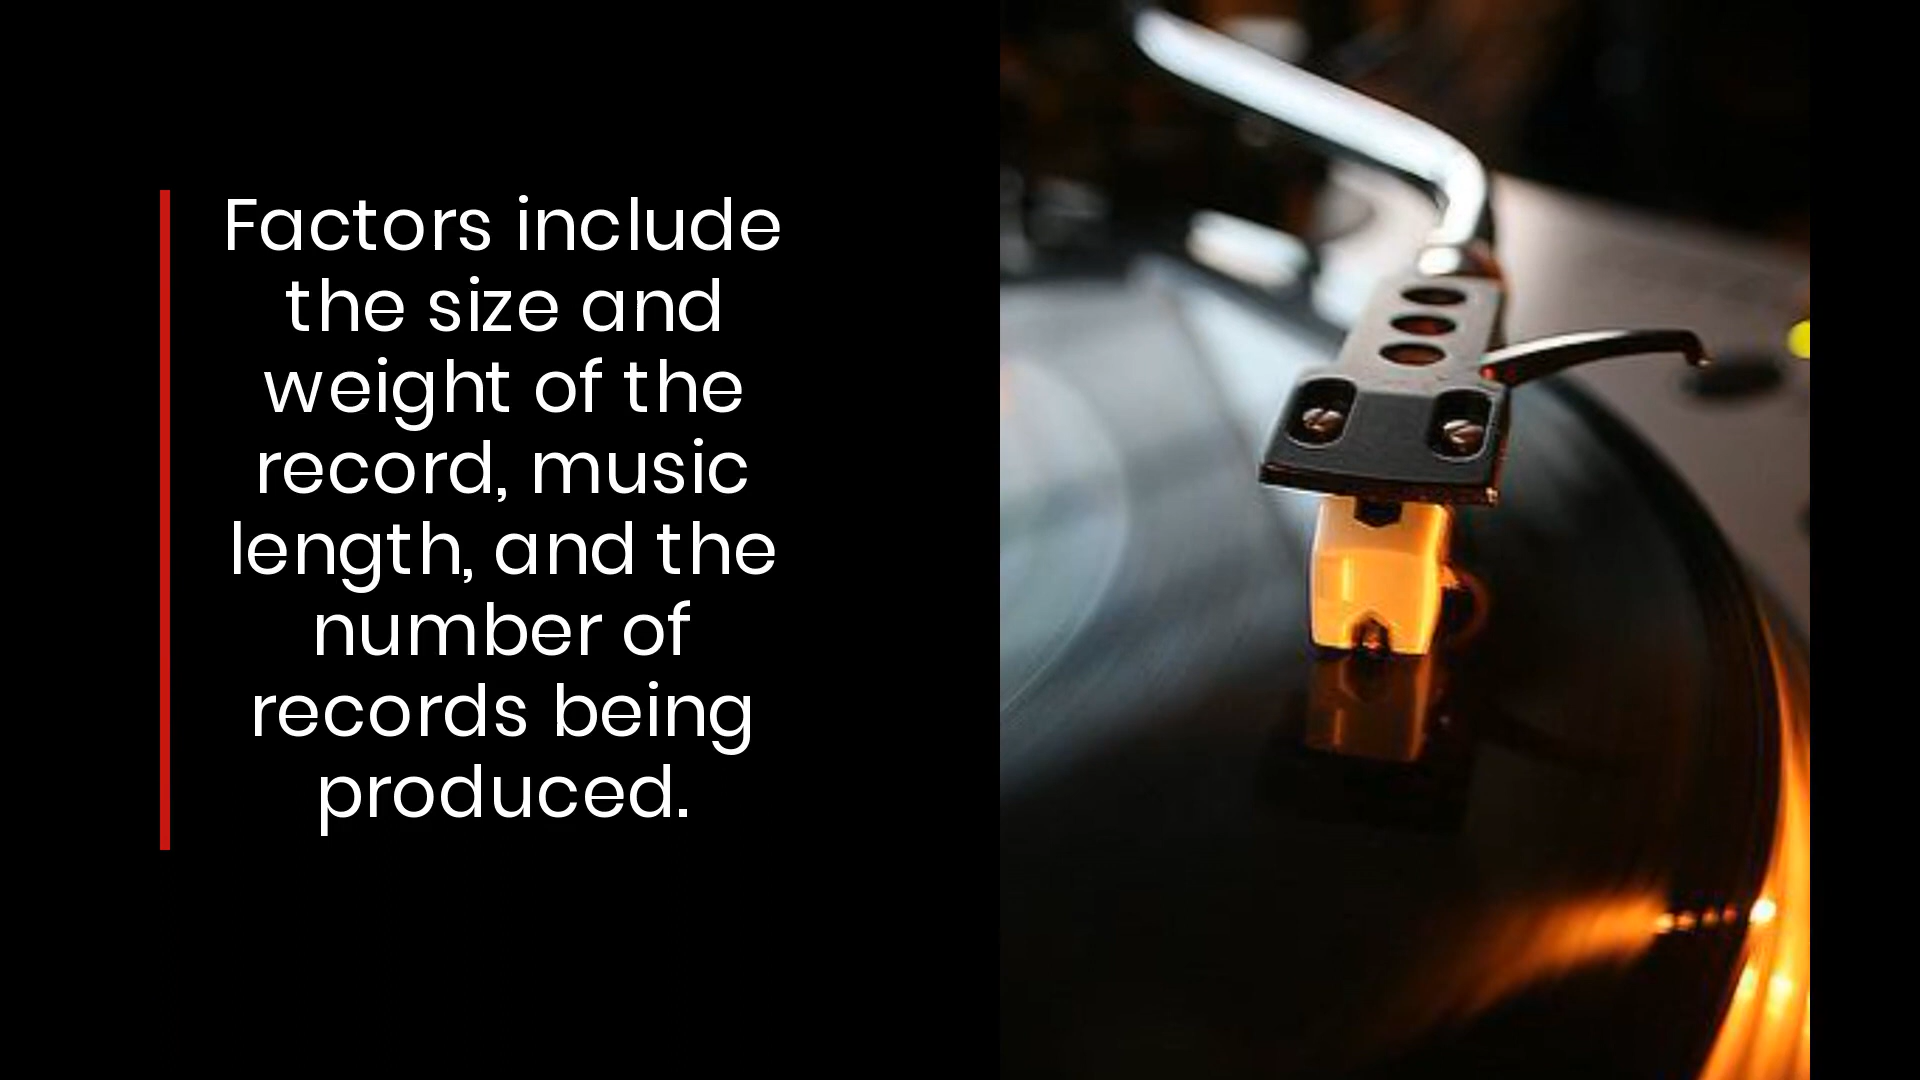 Factors include
the size and
weight of the
record, music
length, and the
number of
records being
produced.